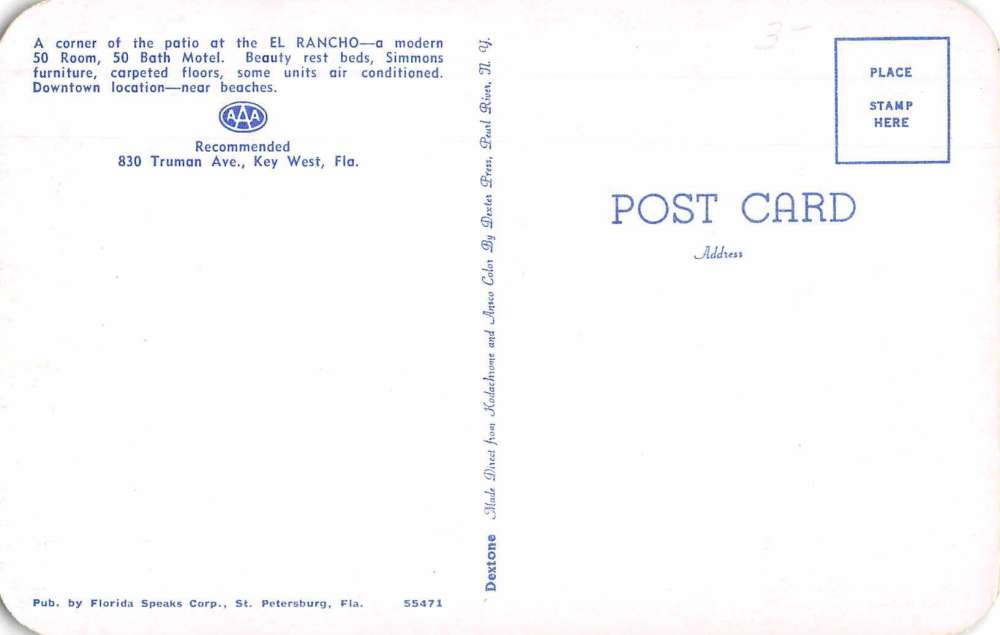 A corner of the patio at the EL RANCHO—a modern
50 Room, 50 Bath Motel. Beauty rest beds, Simmons
furniture, carpeted floors, some units air conditioned.
Downtown location—near beaches.
AAA
Recommended
830 Truman Ave., Key West, Fla.
Pub. by Florida Speaks Corp., St. Petersburg, Fla. 55471
Dextone Made Direct from Kodachrome and Ansco Color By Dexter Press, Pearl River, N. Y.
3-
PLACE
STAMP
HERE
POST CARD
Address